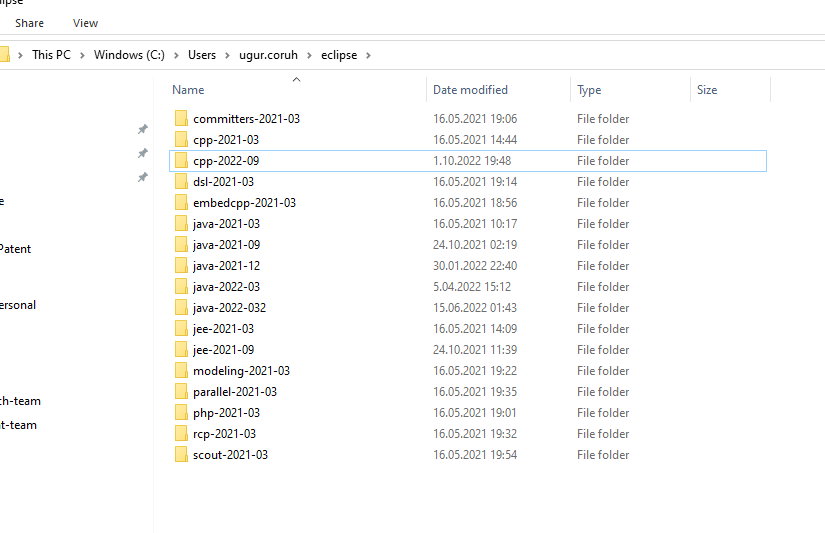 Share View
This PC > Windows (C:) > Users > ugur.coruh > eclipse >
Name Date modified Type Size
committers-2021-03 16.05.2021 19:06 File folder
cpp-2021-03 16.05.2021 14:44 File folder
cpp-2022-09 1.10.2022 19:48 File folder
dsl-2021-03 16.05.2021 19:14 File folder
embedcpp-2021-03 16.05.2021 18:56 File folder
java-2021-03 16.05.2021 10:17 File folder
java-2021-09 24.10.2021 02:19 File folder
java-2021-12 30.01.2022 22:40 File folder
java-2022-03 5.04.2022 15:12 File folder
java-2022-032 15.06.2022 01:43 File folder
jee-2021-03 16.05.2021 14:09 File folder
jee-2021-09 24.10.2021 11:39 File folder
modeling-2021-03 16.05.2021 19:22 File folder
parallel-2021-03 16.05.2021 19:35 File folder
php-2021-03 16.05.2021 19:01 File folder
rcp-2021-03 16.05.2021 19:32 File folder
scout-2021-03 16.05.2021 19:54 File folder
e
Patent
ersonal
ch-team
t-team